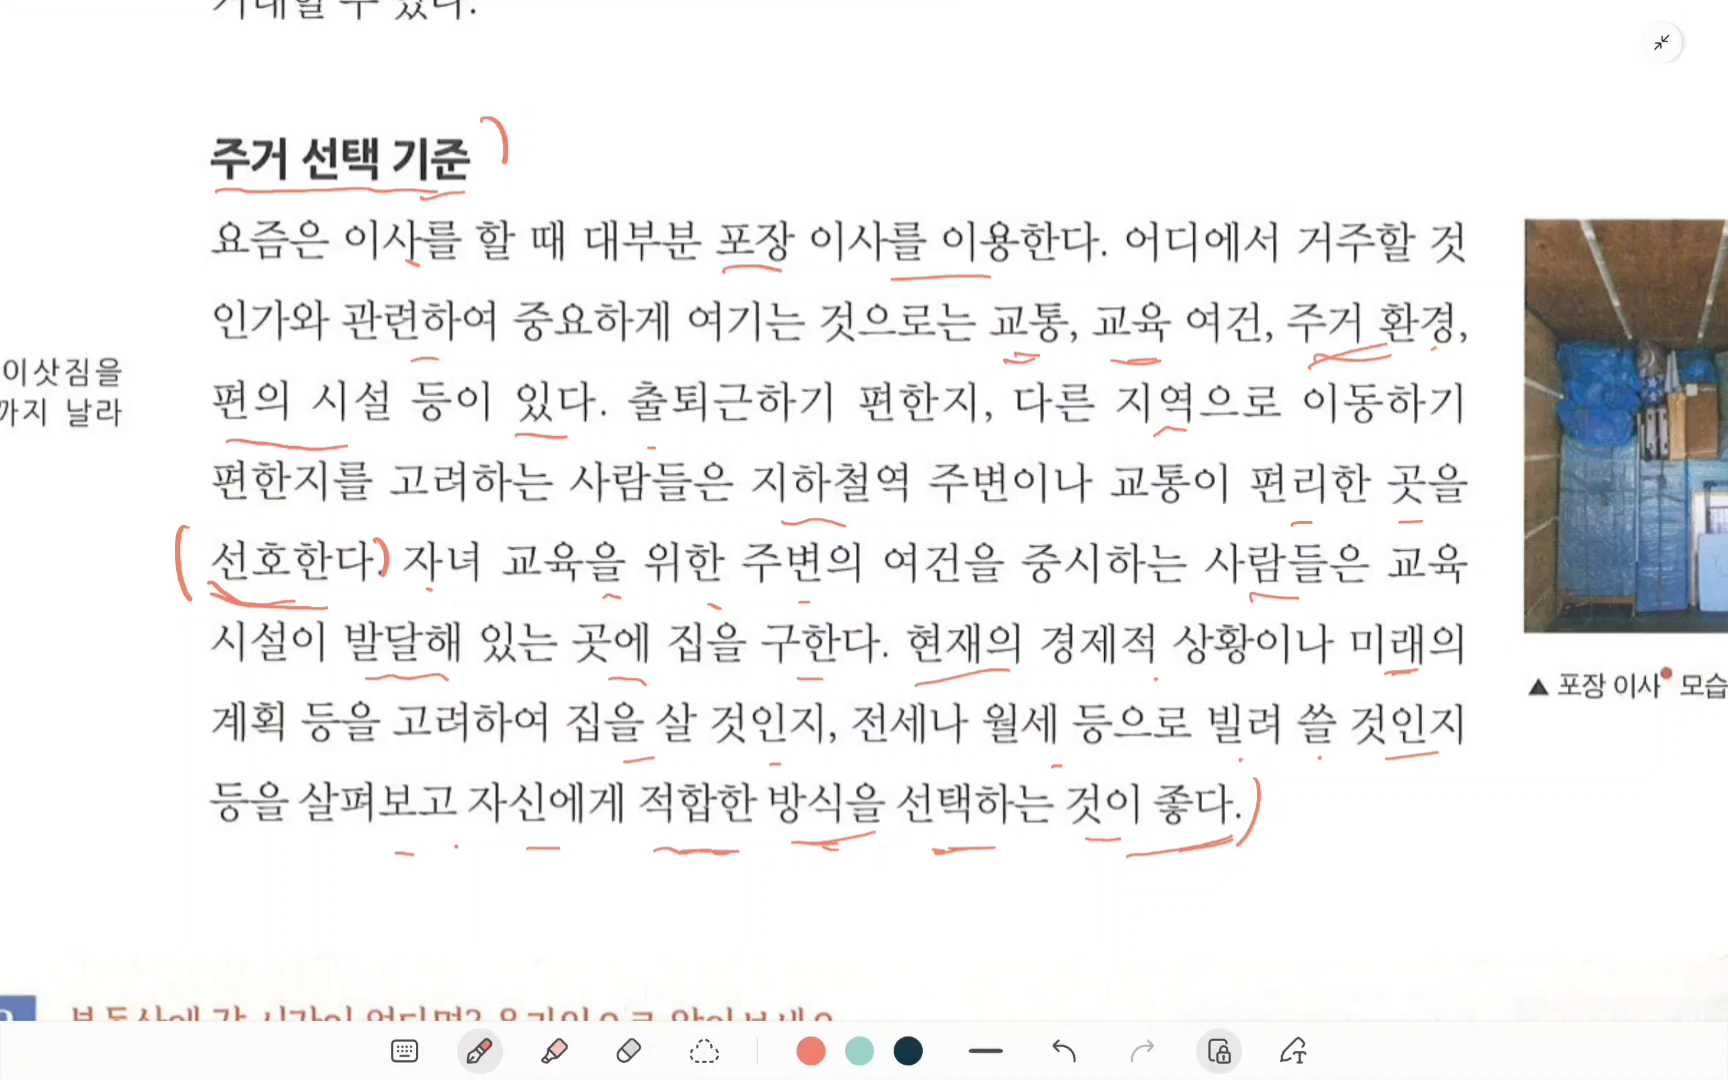 주거 선택 기준
요즘은 이사를 할 때 대부분 포장 이사를 이용한다. 어디에서 거주할 것
인가와 관련하여 중요하게 여기는 것으로는 교통, 교육 여건, 주거 환경,
편의 시설 등이 있다. 출퇴근하기 편한지, 다른 지역으로 이동하기
편한지를 고려하는 사람들은 지하철역 주변이나 교통이 편리한 곳을
선호한다. 자녀 교육을 위한 주변의 여건을 중시하는 사람들은 교육
시설이 발달해 있는 곳에 집을 구한다. 현재의 경제적 상황이나 미래의
계획 등을 고려하여 집을 살 것인지, 전세나 월세 등으로 빌려 쓸 것인지
등을 살펴보고 자신에게 적합한 방식을 선택하는 것이 좋다.
이삿짐을
까지 날라
▲ 포장 이사 모습